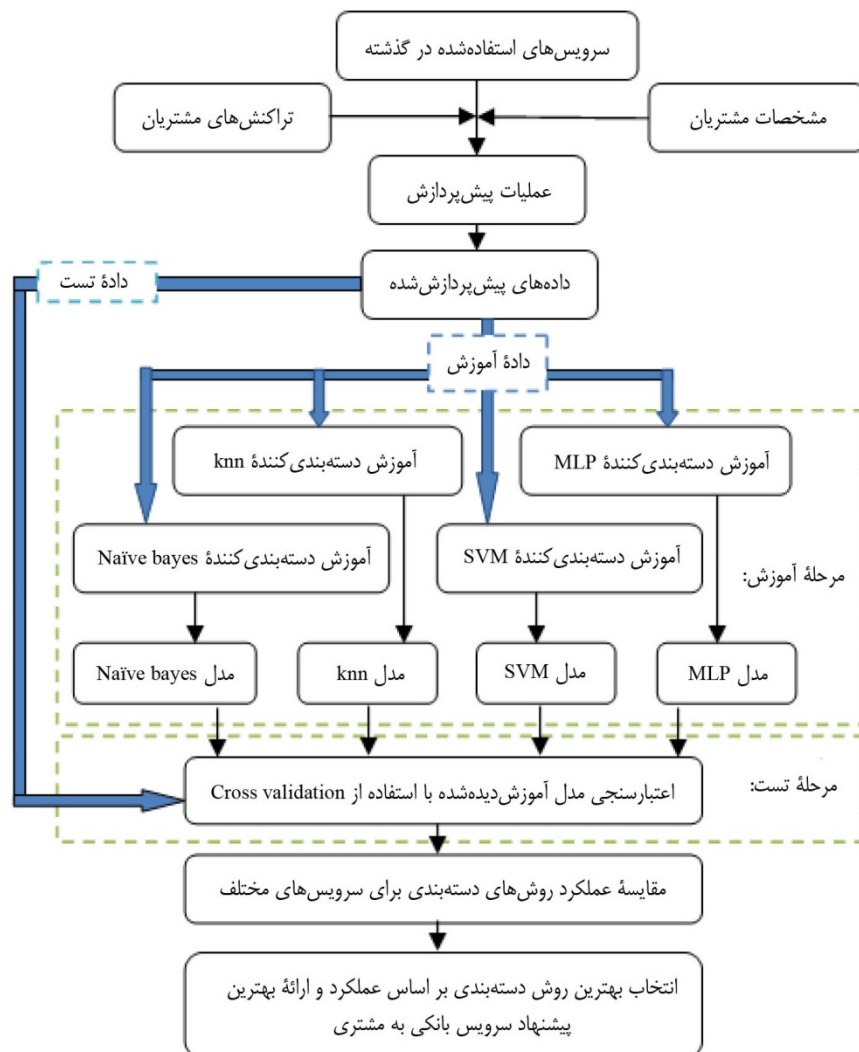 سرویس‌های استفاده‌شده در گذشته
مشخصات مشتریان
تراکنش‌های مشتریان
عملیات پیش‌پردازش
داده‌های پیش‌پردازش‌شده
دادهٔ تست
دادهٔ آموزش
آموزش دسته‌بندی‌کنندهٔ MLP
آموزش دسته‌بندی‌کنندهٔ knn
آموزش دسته‌بندی‌کنندهٔ SVM
آموزش دسته‌بندی‌کنندهٔ Naïve bayes
مرحلهٔ آموزش:
مدل MLP
مدل SVM
مدل knn
مدل Naïve bayes
مرحلهٔ تست:
اعتبارسنجی مدل آموزش‌دیده‌شده با استفاده از Cross validation
مقایسهٔ عملکرد روش‌های دسته‌بندی برای سرویس‌های مختلف
انتخاب بهترین روش دسته‌بندی بر اساس عملکرد و ارائهٔ بهترین
پیشنهاد سرویس بانکی به مشتری